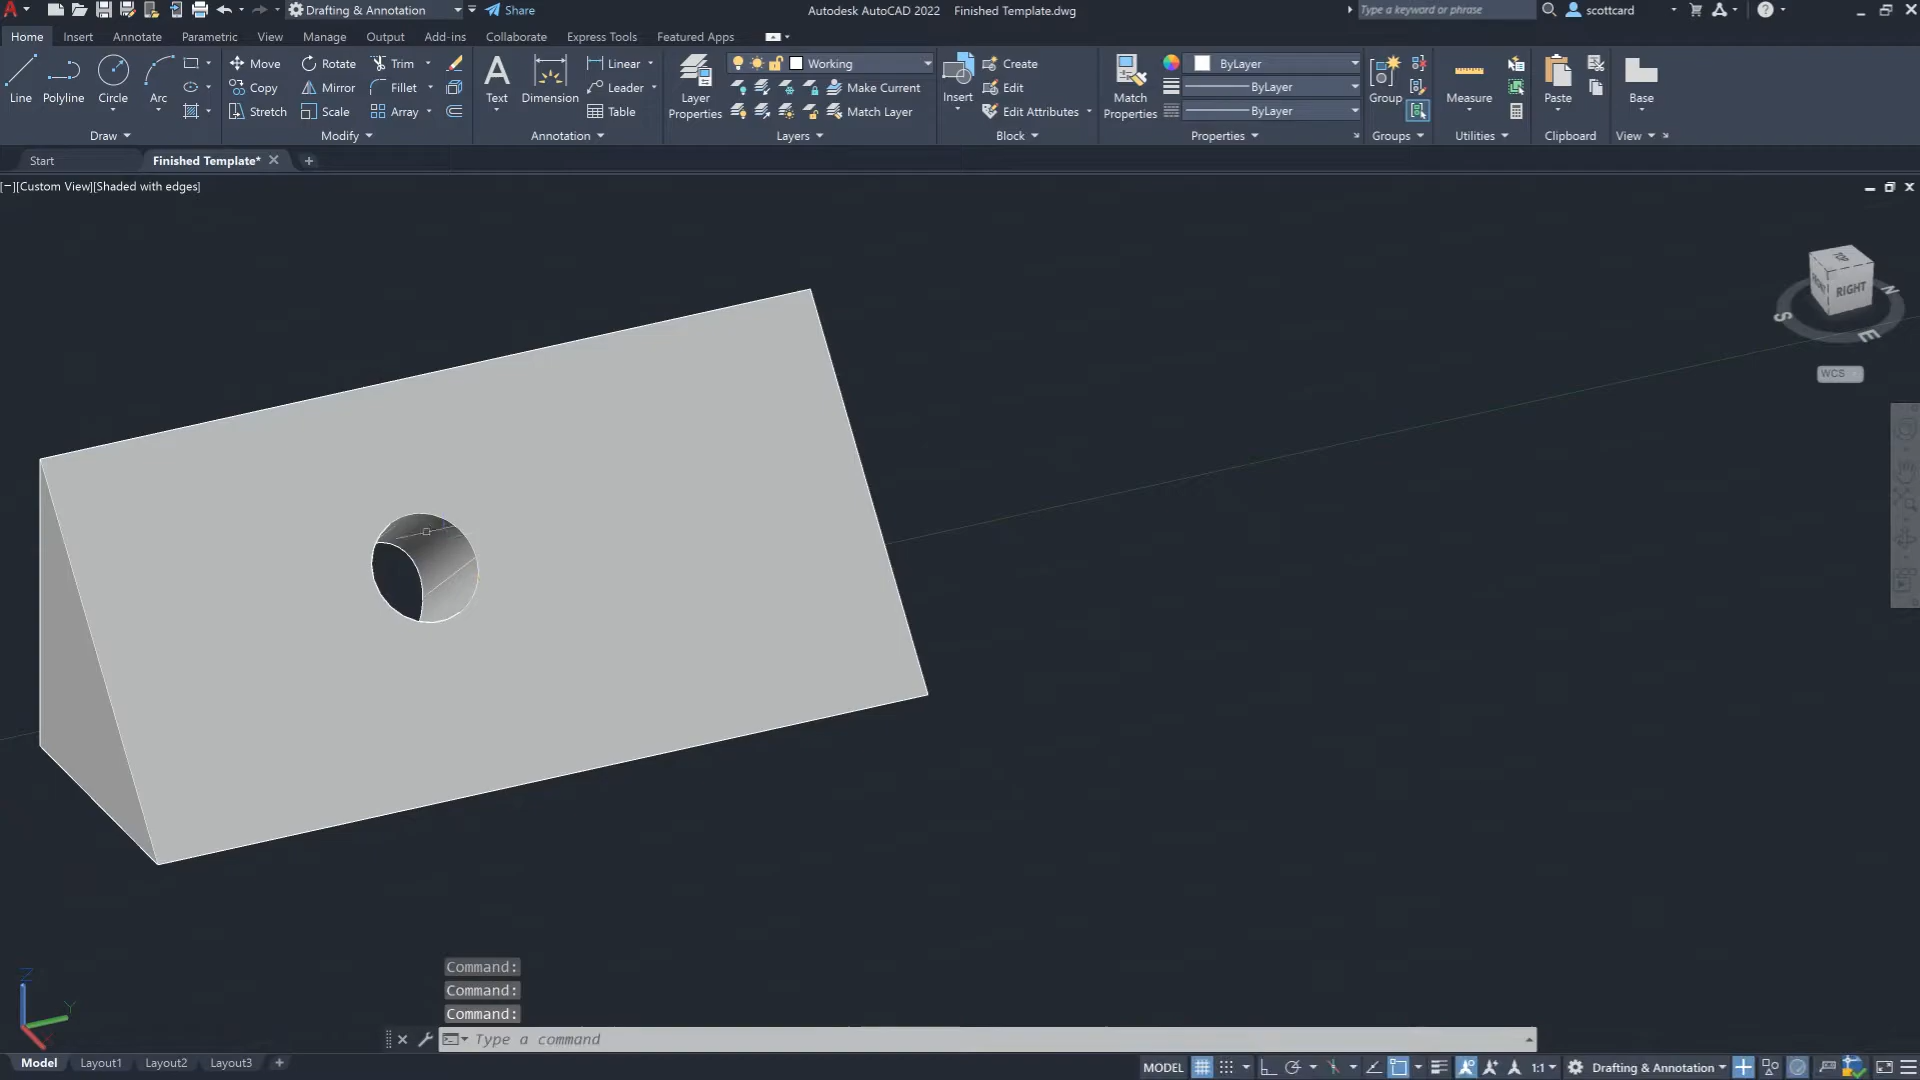 Drafting & Annotation Share Autodesk AutoCAD 2022 Finished Template.dwg Type a keyword or phrase scottcard
Home Insert Annotate Parametric View Manage Output Add-ins Collaborate Express Tools Featured Apps
Line Polyline Circle Arc
Move Rotate Trim
Copy Mirror Fillet
Stretch Scale Array
Text Dimension
Linear
Leader
Table
Layer Properties
Working
Make Current
Match Layer
Insert
Create
Edit
Edit Attributes
Match Properties
ByLayer
ByLayer
ByLayer
Group Measure Paste Base
Draw Modify Annotation Layers Block Properties Groups Utilities Clipboard View
Start Finished Template*
[−][Custom View][Shaded with edges]
TOP
FRONT RIGHT
S E N
WCS
Z
Y
Command:
Command:
Command:
Type a command
Model Layout1 Layout2 Layout3
MODEL 1:1 Drafting & Annotation